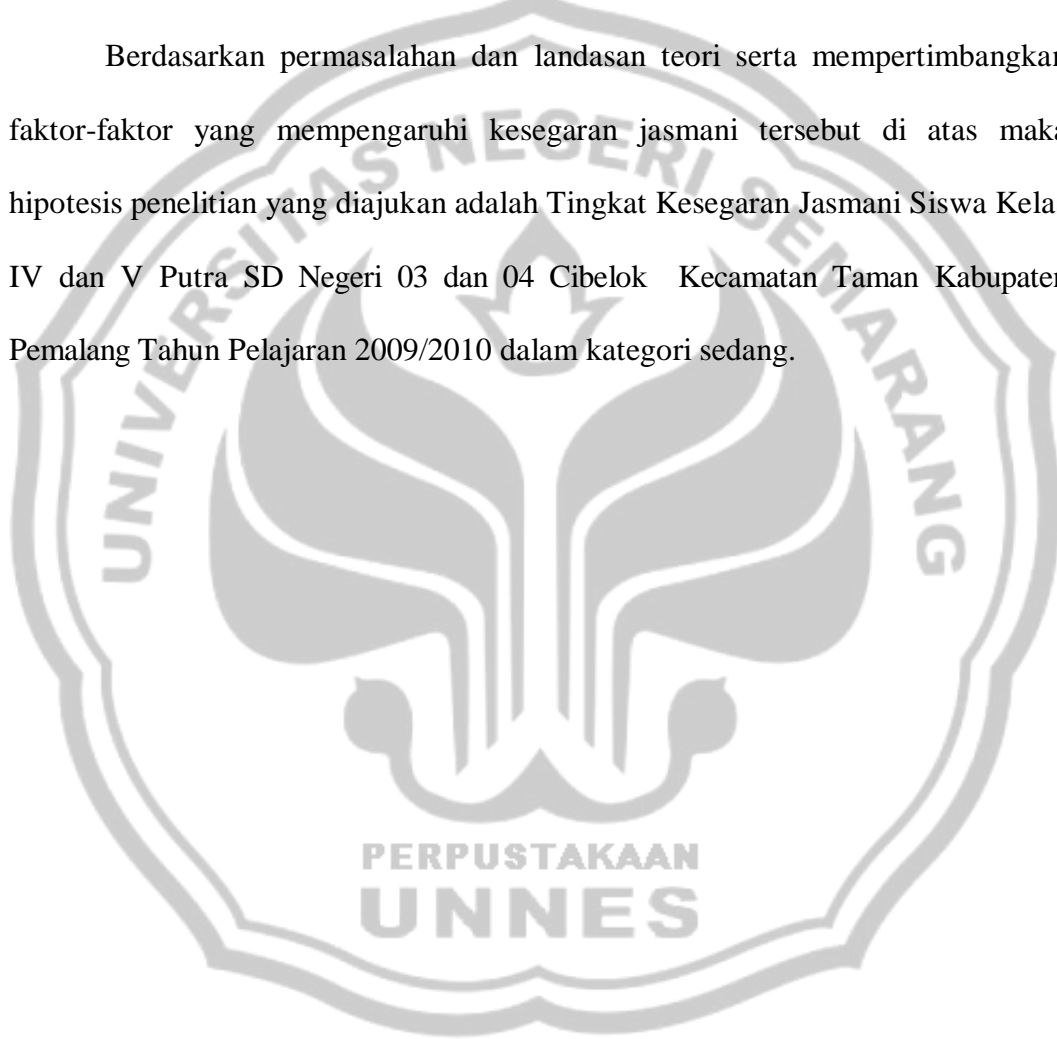 Berdasarkan permasalahan dan landasan teori serta mempertimbangkan
faktor-faktor yang mempengaruhi kesegaran jasmani tersebut di atas maka
hipotesis penelitian yang diajukan adalah Tingkat Kesegaran Jasmani Siswa Kela
IV dan V Putra SD Negeri 03 dan 04 Cibelok Kecamatan Taman Kabupaten
Pemalang Tahun Pelajaran 2009/2010 dalam kategori sedang.
UNIVERSITAS NEGERI SEMARANG
PERPUSTAKAAN
UNNES